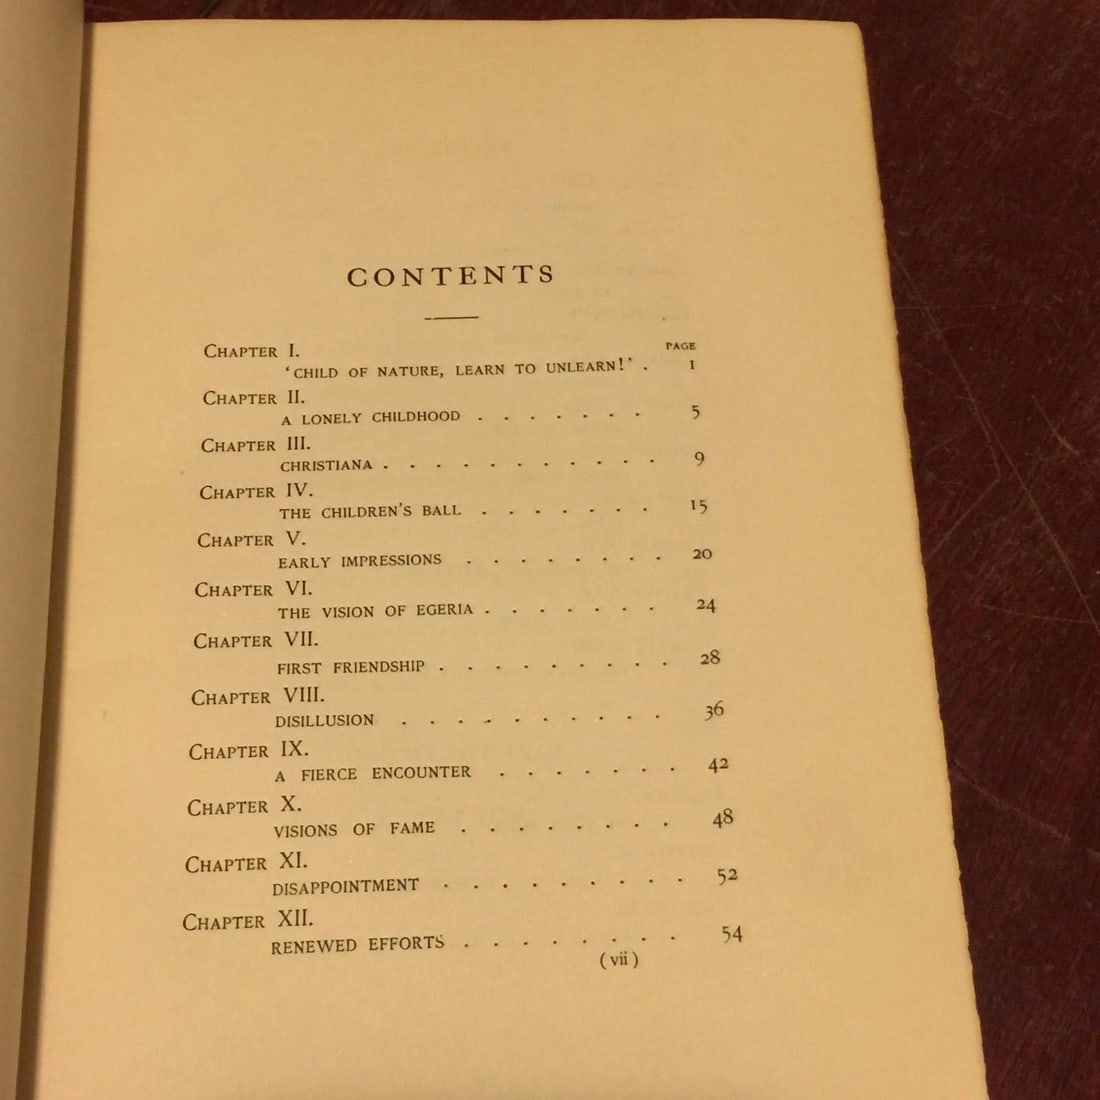 CONTENTS
PAGE
CHAPTER I.
'CHILD OF NATURE, LEARN TO UNLEARN!' . 1
CHAPTER II.
A LONELY CHILDHOOD . . . . . . . 5
CHAPTER III.
CHRISTIANA . . . . . . . . . . . 9
CHAPTER IV.
THE CHILDREN'S BALL . . . . . . . 15
CHAPTER V.
EARLY IMPRESSIONS . . . . . . . . 20
CHAPTER VI.
THE VISION OF EGERIA . . . . . . . 24
CHAPTER VII.
FIRST FRIENDSHIP . . . . . . . . . 28
CHAPTER VIII.
DISILLUSION . . . . . . . . . . 36
CHAPTER IX.
A FIERCE ENCOUNTER . . . . . . . 42
CHAPTER X.
VISIONS OF FAME . . . . . . . . 48
CHAPTER XI.
DISAPPOINTMENT . . . . . . . . . 52
CHAPTER XII.
RENEWED EFFORTS . . . . . . . . 54
( vii )